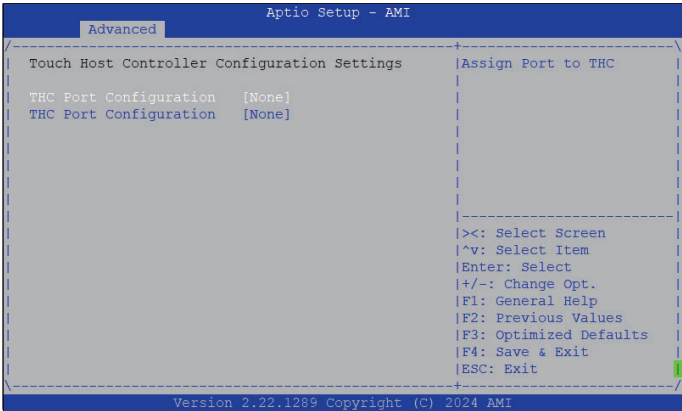 Aptio Setup - AMI
Advanced
Touch Host Controller Configuration Settings
Assign Port to THC
THC Port Configuration [None]
THC Port Configuration [None]
><: Select Screen
^v: Select Item
Enter: Select
+/-: Change Opt.
F1: General Help
F2: Previous Values
F3: Optimized Defaults
F4: Save & Exit
ESC: Exit
Version 2.22.1289 Copyright (C) 2024 AMI